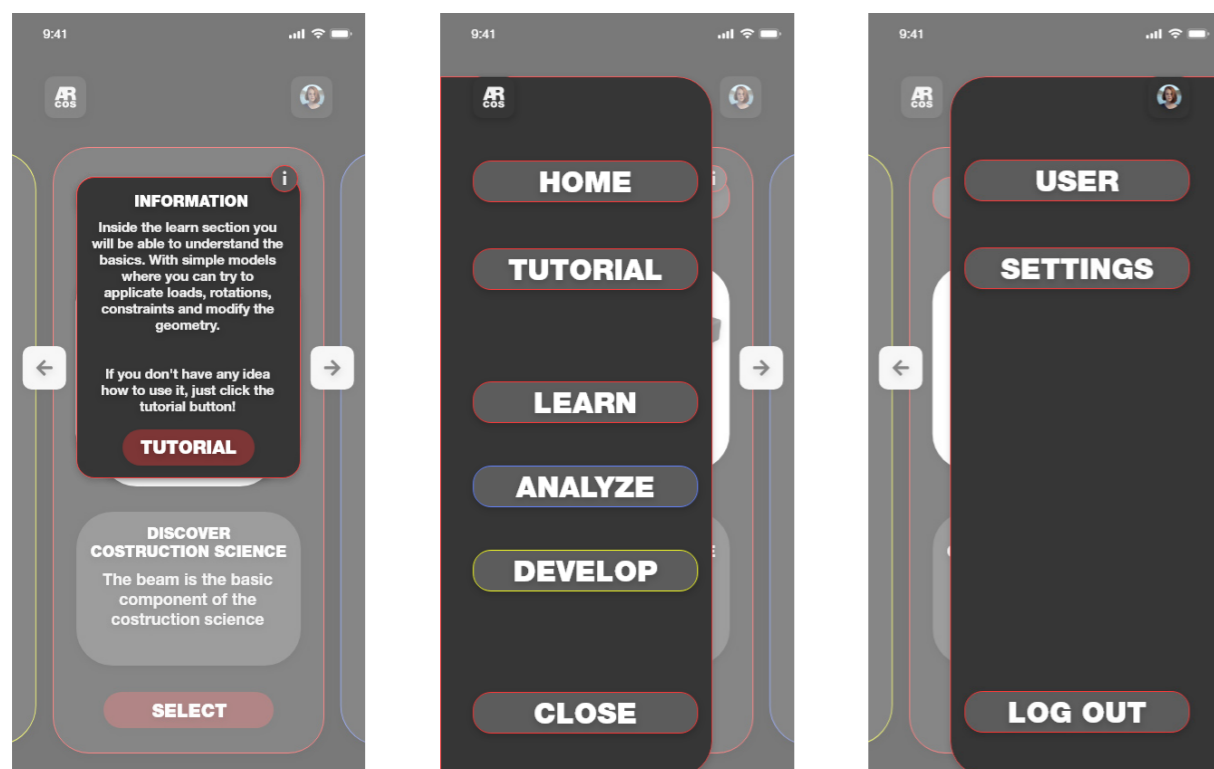 9:41
AR
COS
i
INFORMATION
Inside the learn section you
will be able to understand the
basics. With simple models
where you can try to
applicate loads, rotations,
constraints and modify the
geometry.
If you don't have any idea
how to use it, just click the
tutorial button!
TUTORIAL
DISCOVER
COSTRUCTION SCIENCE
The beam is the basic
component of the
costruction science
SELECT
9:41
AR
COS
HOME
i
TUTORIAL
LEARN
ANALYZE
DEVELOP
CLOSE
9:41
AR
COS
USER
SETTINGS
LOG OUT